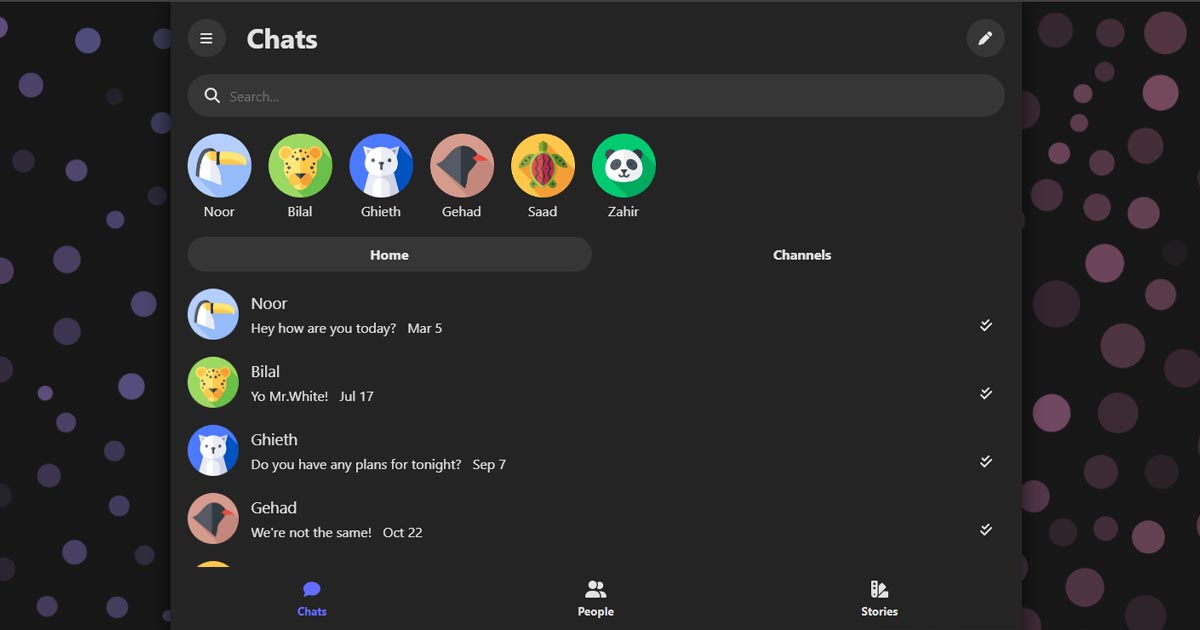 Chats
Search...
Noor Bilal Ghieth Gehad Saad Zahir
Home Channels
Noor
Hey how are you today? Mar 5
Bilal
Yo Mr.White! Jul 17
Ghieth
Do you have any plans for tonight? Sep 7
Gehad
We're not the same! Oct 22
Chats People Stories